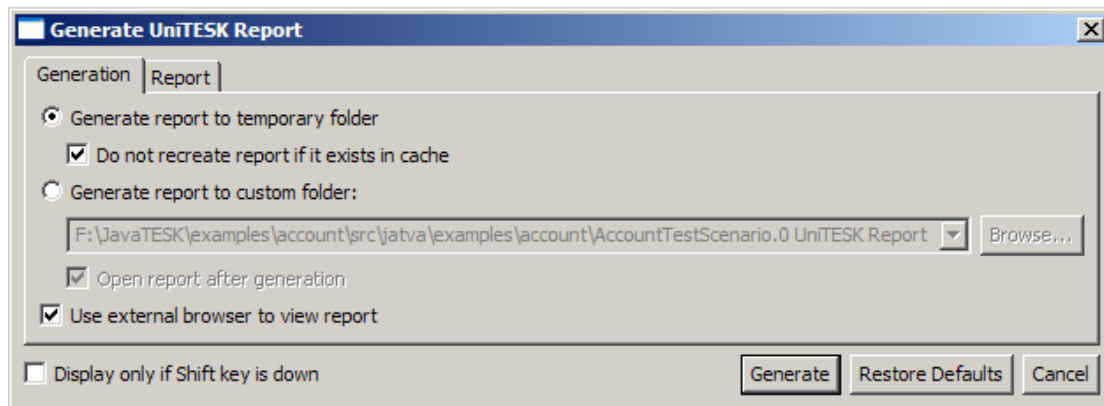 Generate UniTESK Report
Generation Report
Generate report to temporary folder
Do not recreate report if it exists in cache
Generate report to custom folder:
F:\JavaTESK\examples\account\src\jatva\examples\account\AccountTestScenario.0 UniTESK Report Browse...
Open report after generation
Use external browser to view report
Display only if Shift key is down Generate Restore Defaults Cancel